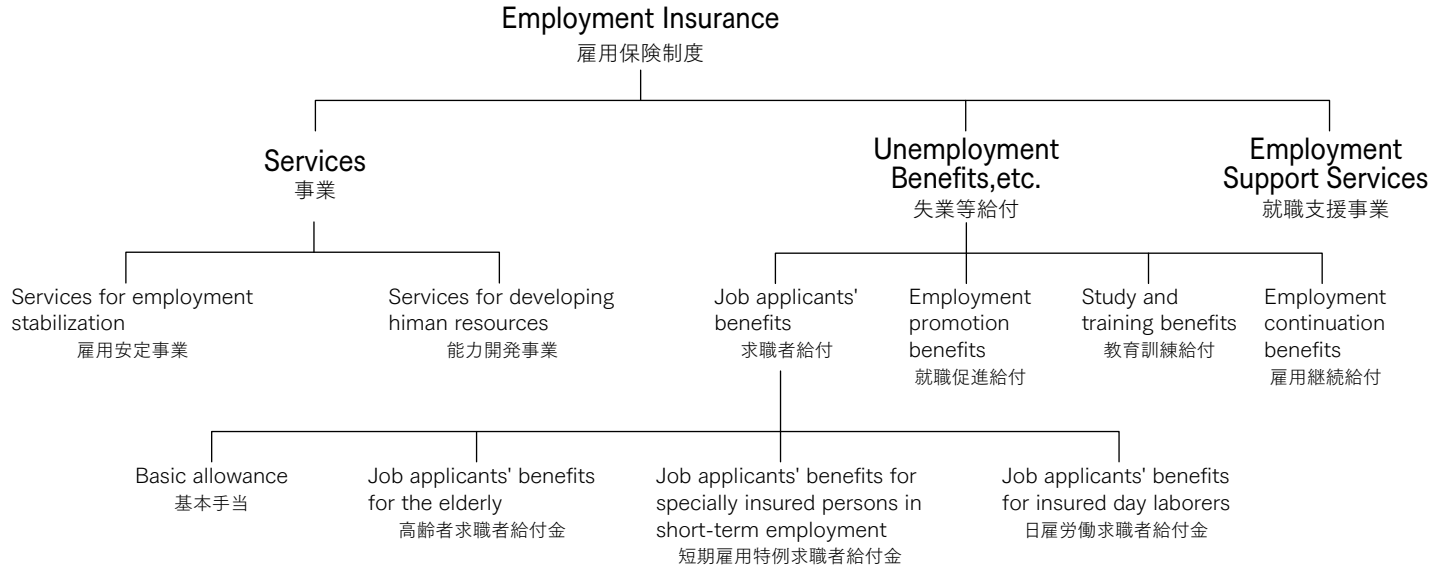 Employment Insurance
雇用保険制度
Services
事業
Unemployment
Benefits,etc.
失業等給付
Employment
Support Services
就職支援事業
Services for employment
stabilization
雇用安定事業
Services for developing
himan resources
能力開発事業
Job applicants'
benefits
求職者給付
Employment
promotion
benefits
就職促進給付
Study and
training benefits
教育訓練給付
Employment
continuation
benefits
雇用継続給付
Basic allowance
基本手当
Job applicants' benefits
for the elderly
高齢者求職者給付金
Job applicants' benefits for
specially insured persons in
short-term employment
短期雇用特例求職者給付金
Job applicants' benefits
for insured day laborers
日雇労働求職者給付金